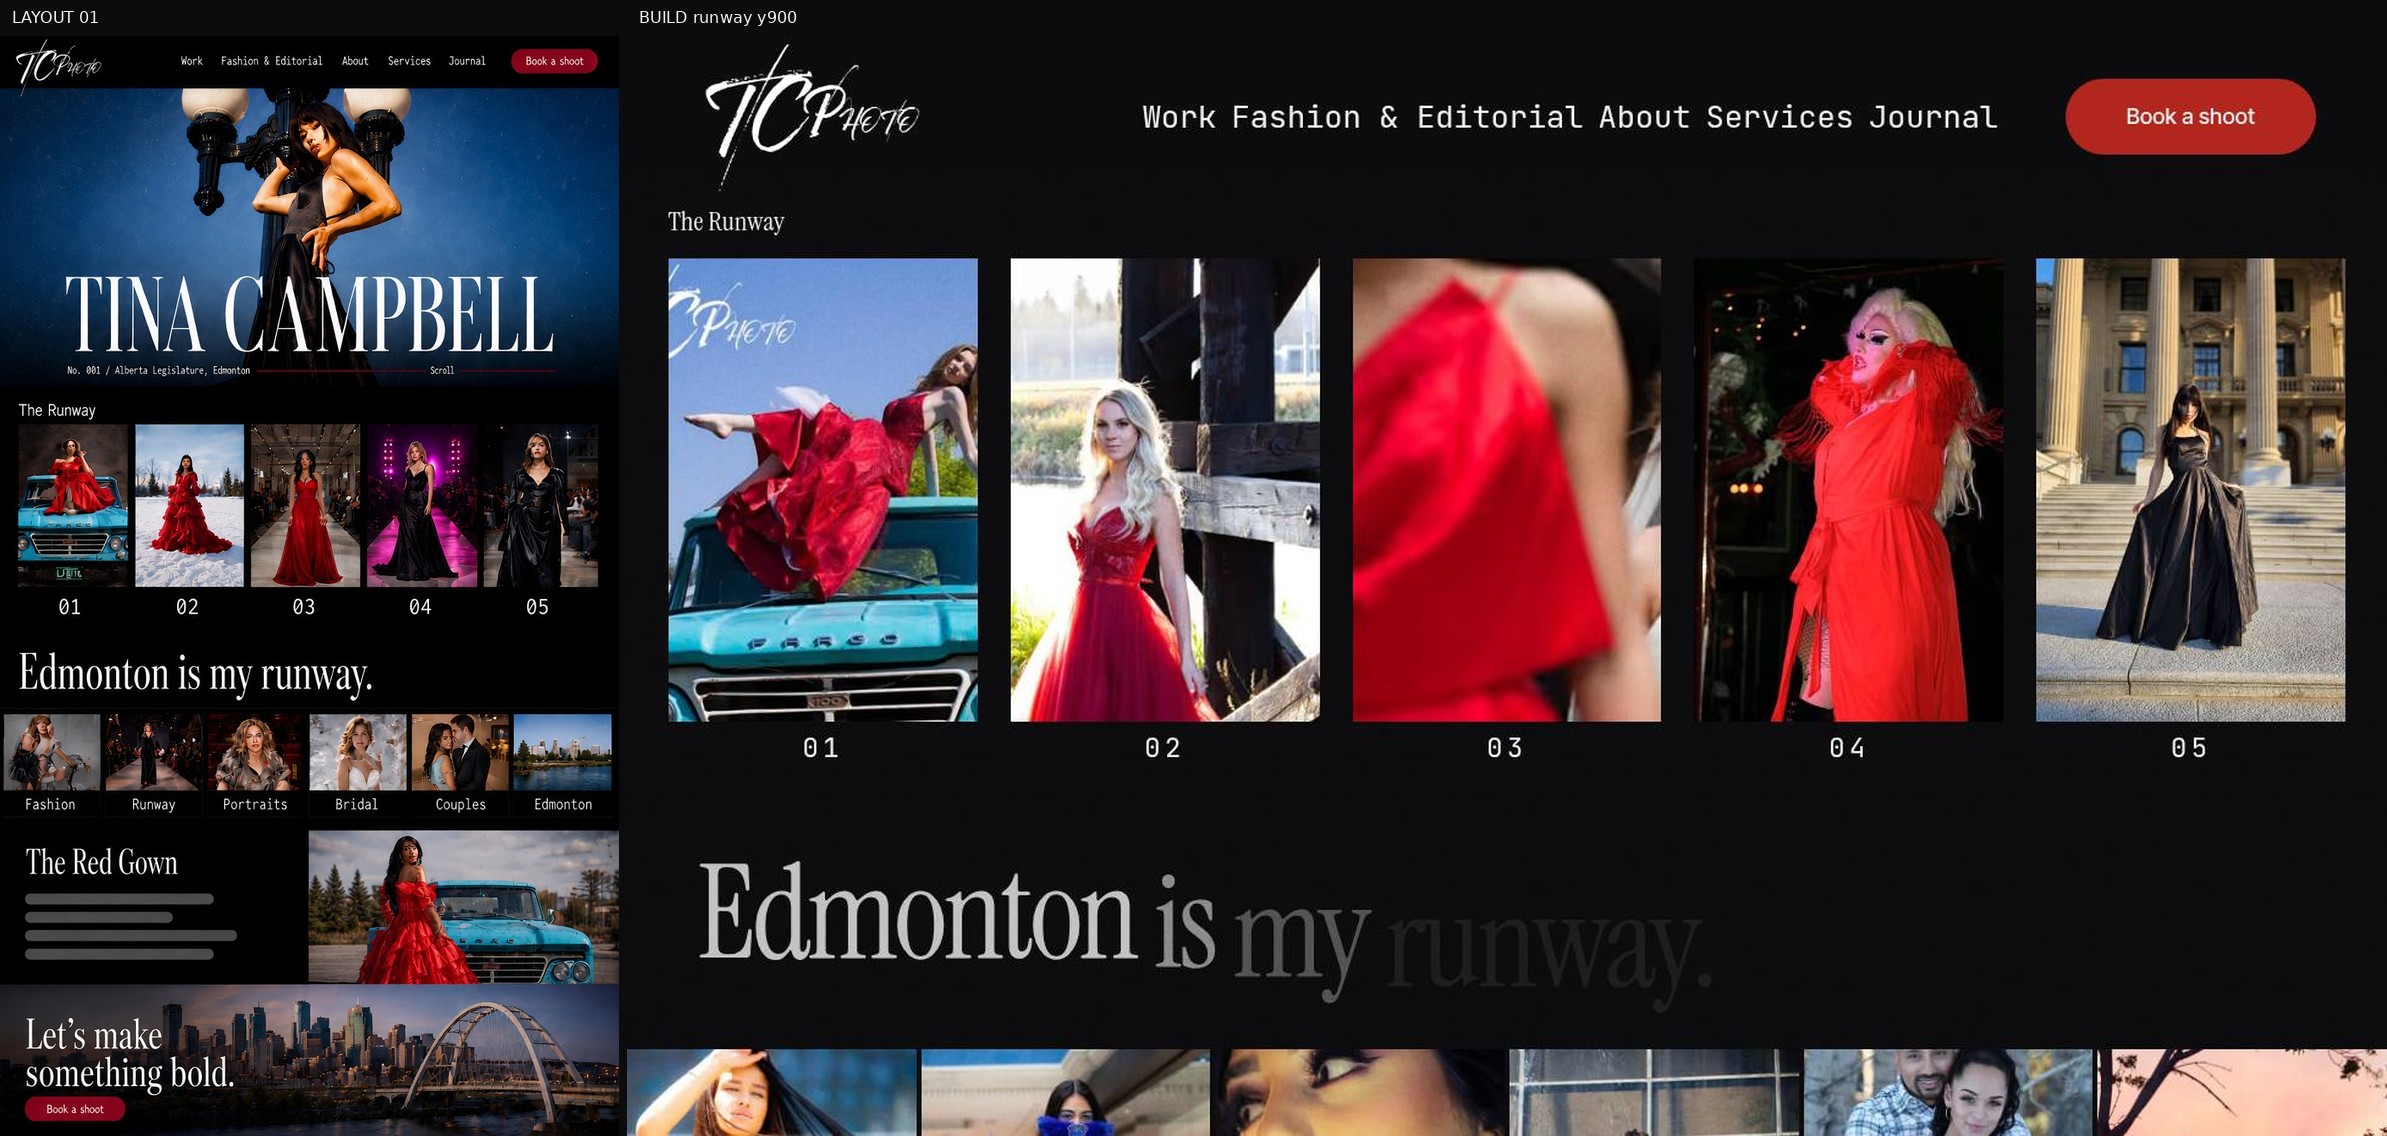 LAYOUT 01
TCPHOTO
Work Fashion & Editorial About Services Journal Book a shoot
TINA CAMPBELL
No. 001 / Alberta Legislature, Edmonton Scroll
The Runway
FARGO
01 02 03 04 05
Edmonton is my runway.
Fashion Runway Portraits Bridal Couples Edmonton
The Red Gown
Let's make
something bold.
Book a shoot
BUILD runway y900
TCPHOTO
Work Fashion & Editorial About Services Journal Book a shoot
The Runway
CPHOTO
FARGO
01 02 03 04 05
Edmonton is my runway.